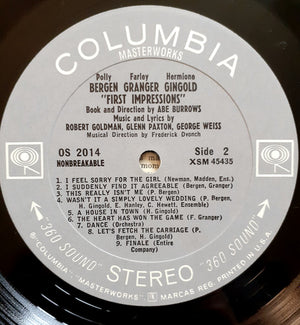 COLUMBIA
MASTERWORKS
Polly Farley Hermione
BERGEN GRANGER GINGOLD
"FIRST IMPRESSIONS"
Book and Direction by ABE BURROWS
Music and Lyrics by
ROBERT GOLDMAN, GLENN PAXTON, GEORGE WEISS
Musical Direction by Frederick Dvonch
OS 2014 Side 2
NONBREAKABLE XSM 45435
1. I FEEL SORRY FOR THE GIRL (Newman, Madden, Ens.)
2. I SUDDENLY FIND IT AGREEABLE (Bergen, Granger)
3. THIS REALLY ISN'T ME (P. Bergen)
4. WASN'T IT A SIMPLY LOVELY WEDDING (P. Bergen,
H. Gingold, E. Hanley, C. Hewett, Ensemble)
5. A HOUSE IN TOWN (H. Gingold)
6. THE HEART HAS WON THE GAME (F. Granger)
7. DANCE (Orchestra)
8. LET'S FETCH THE CARRIAGE (P. Bergen,
H. Gingold)
9. FINALE (Entire
Company)
"360 SOUND" STEREO "360 SOUND"
"COLUMBIA" "MASTERWORKS" MARCAS REG. PRINTED IN U.S.A.